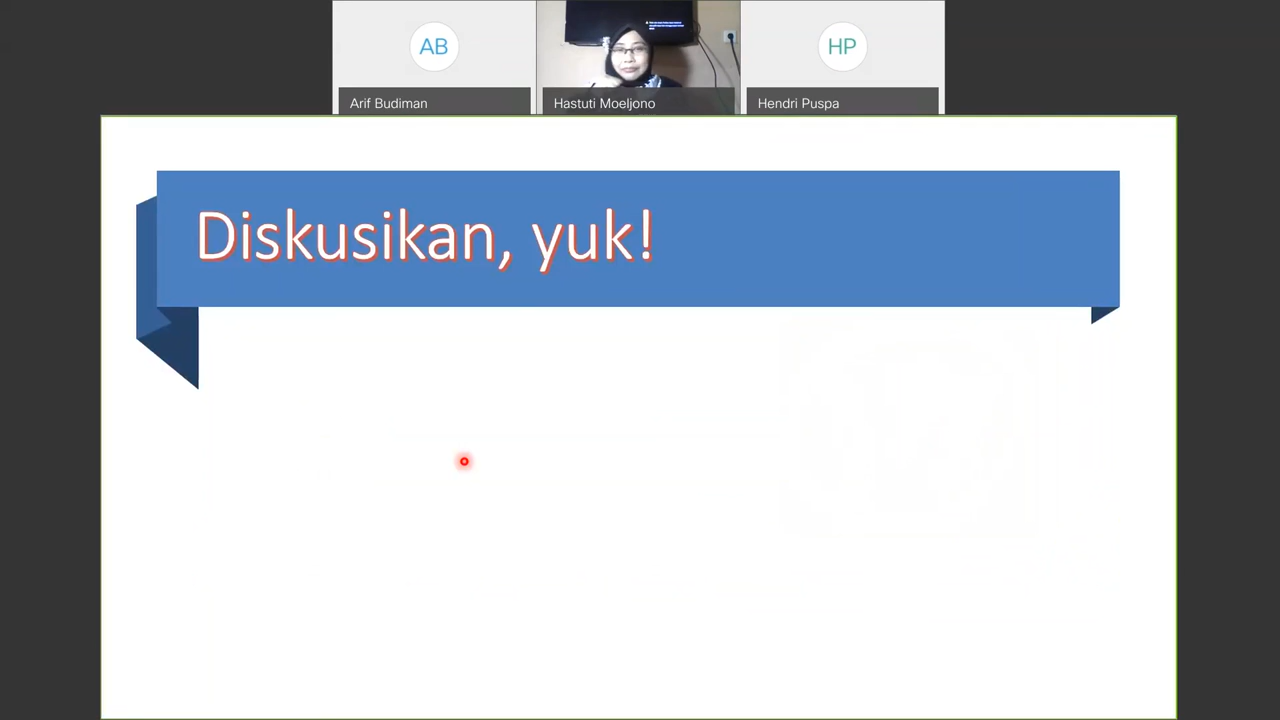 AB
HP
Arif Budiman
Hastuti Moeljono
Hendri Puspa
Diskusikan, yuk!